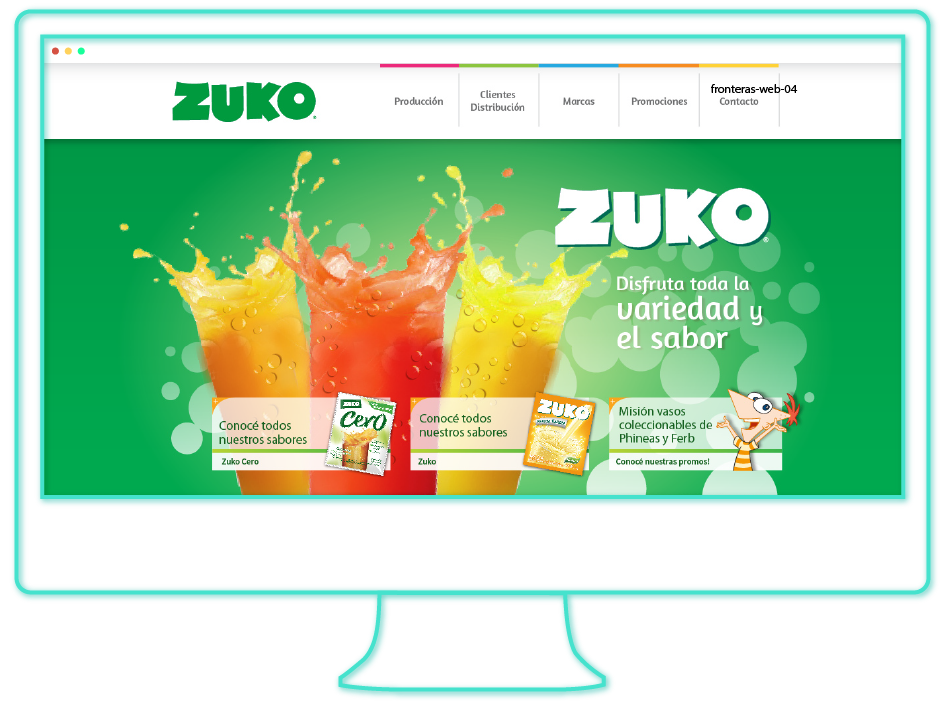 ZUKO
Producción
Clientes
Distribución
Marcas
Promociones
fronteras-web-04
Contacto
ZUKO
Disfruta toda la
variedad y
el sabor
Conocé todos
nuestros sabores
Zuko Cero
ZUKO
Cero
Conocé todos
nuestros sabores
Zuko
ZUKO
Misión vasos
coleccionables de
Phineas y Ferb
Conocé nuestras promos!